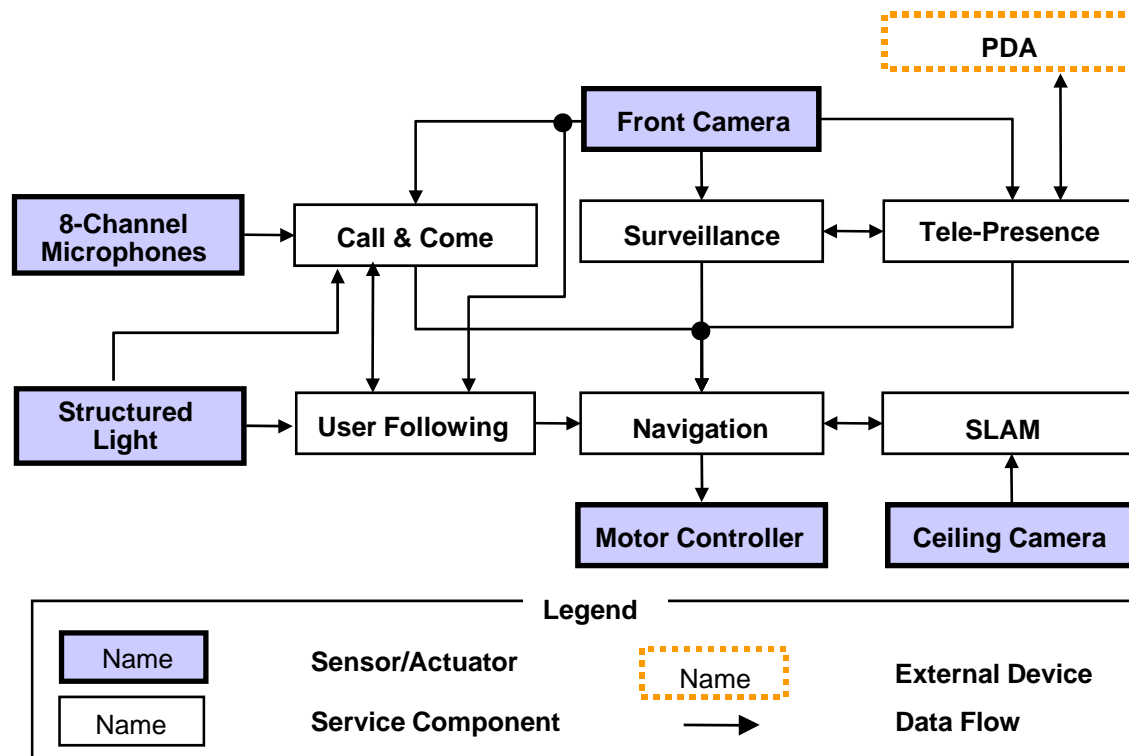 PDA
Front Camera
8-Channel
Microphones
Call & Come
Surveillance
Tele-Presence
Structured
Light
User Following
Navigation
SLAM
Motor Controller
Ceiling Camera
Legend
Name
Sensor/Actuator
Name
External Device
Name
Service Component
Data Flow